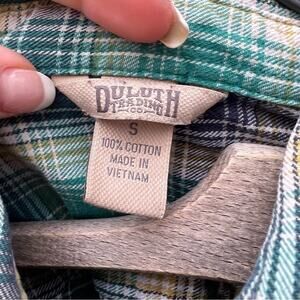 DULUTH
TRADING
CO
S
100% COTTON
MADE IN
VIETNAM